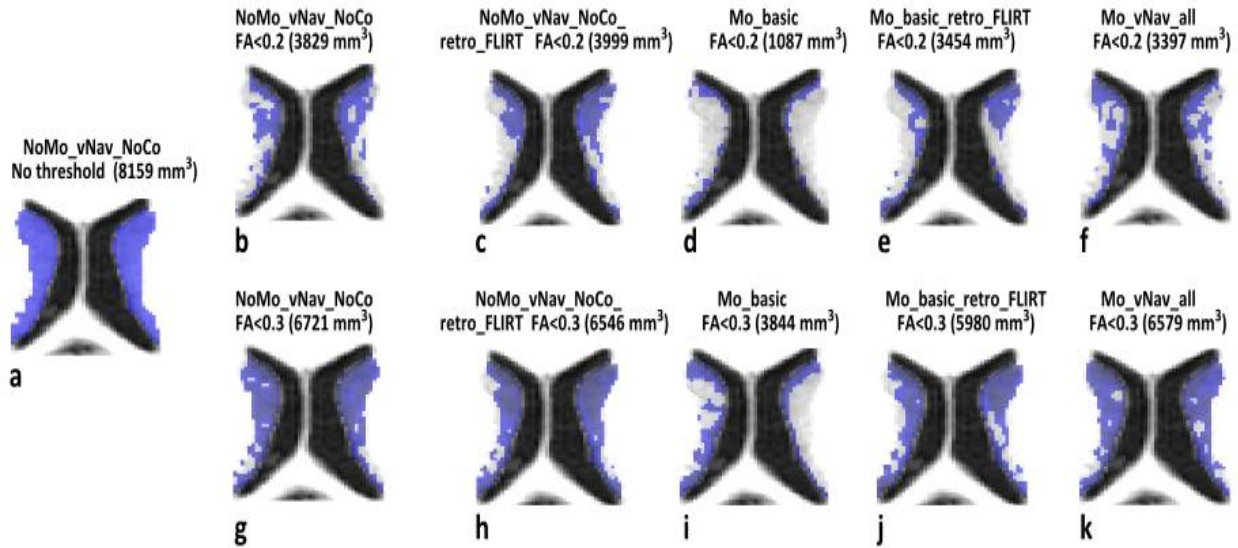 NoMo_vNav_NoCo
No threshold (8159 mm³)
a
NoMo_vNav_NoCo
FA<0.2 (3829 mm³)
b
NoMo_vNav_NoCo_
retro_FLIRT FA<0.2 (3999 mm³)
c
Mo_basic
FA<0.2 (1087 mm³)
d
Mo_basic_retro_FLIRT
FA<0.2 (3454 mm³)
e
Mo_vNav_all
FA<0.2 (3397 mm³)
f
NoMo_vNav_NoCo
FA<0.3 (6721 mm³)
g
NoMo_vNav_NoCo_
retro_FLIRT FA<0.3 (6546 mm³)
h
Mo_basic
FA<0.3 (3844 mm³)
i
Mo_basic_retro_FLIRT
FA<0.3 (5980 mm³)
j
Mo_vNav_all
FA<0.3 (6579 mm³)
k